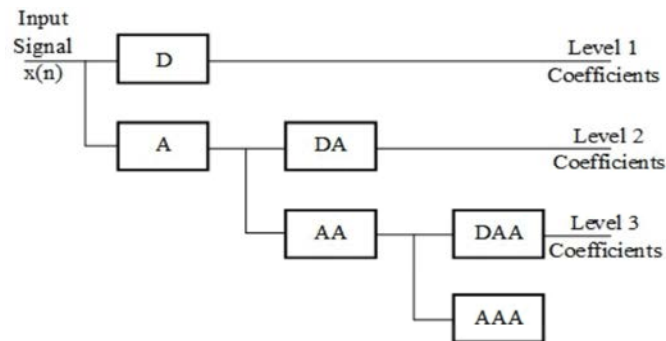 Input
Signal
x(n)
D
Level 1
Coefficients
A
DA
Level 2
Coefficients
AA
DAA
Level 3
Coefficients
AAA